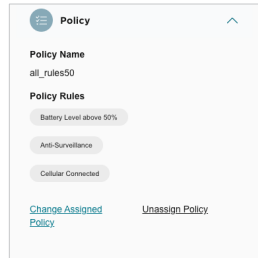 Policy
Policy Name
all_rules50
Policy Rules
Battery Level above 50%
Anti-Surveillance
Cellular Connected
Change Assigned Policy
Unassign Policy